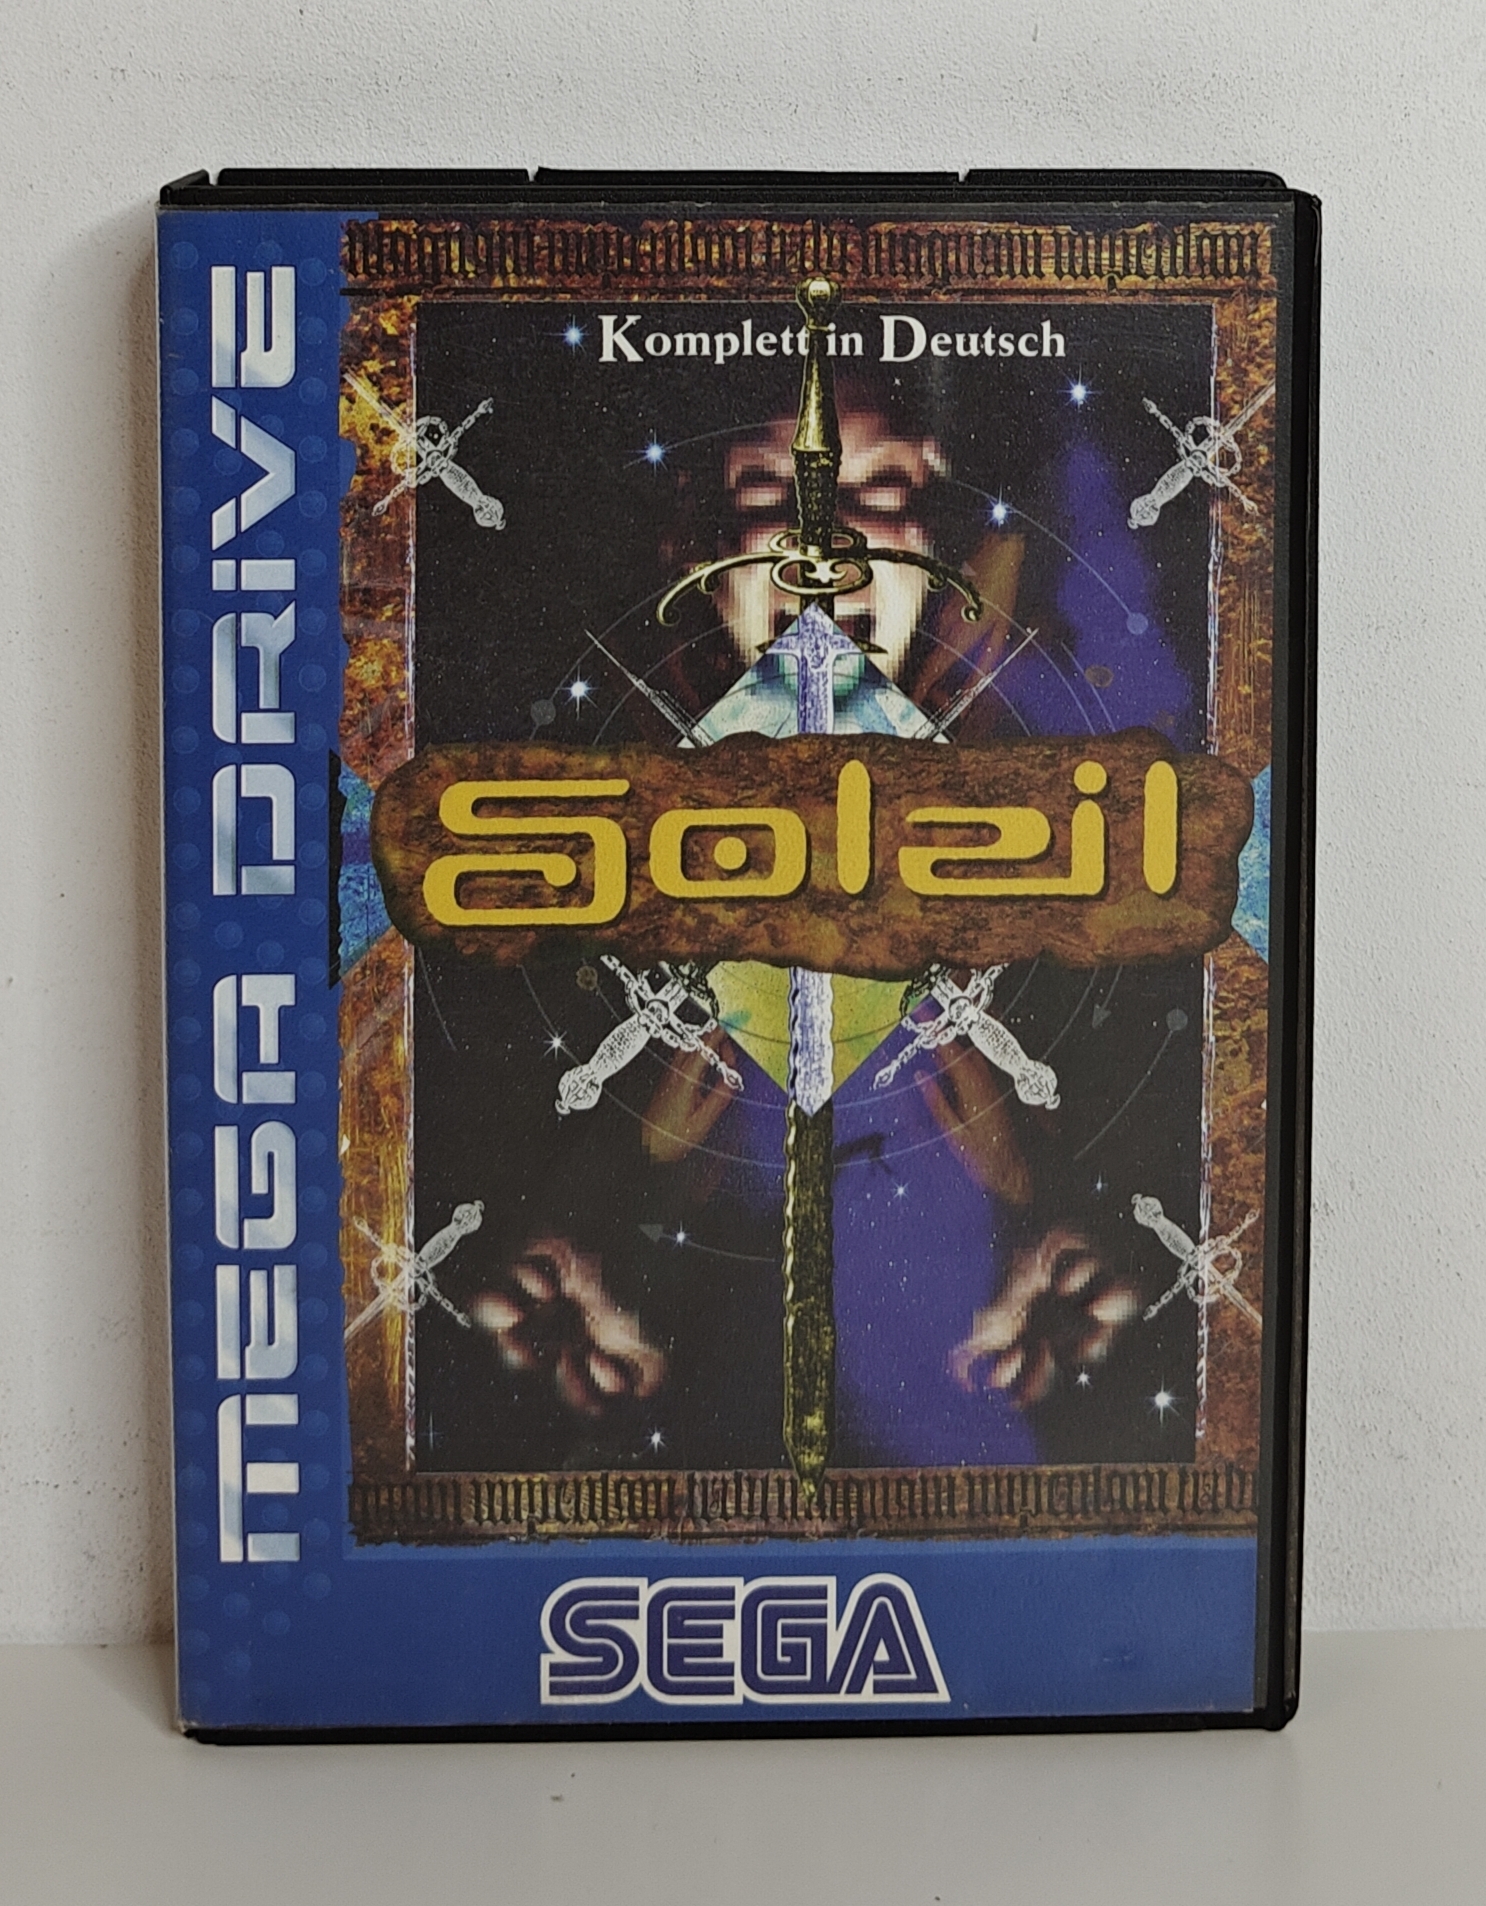 MEGA DRIVE
Komplett in Deutsch
Soleil
SEGA